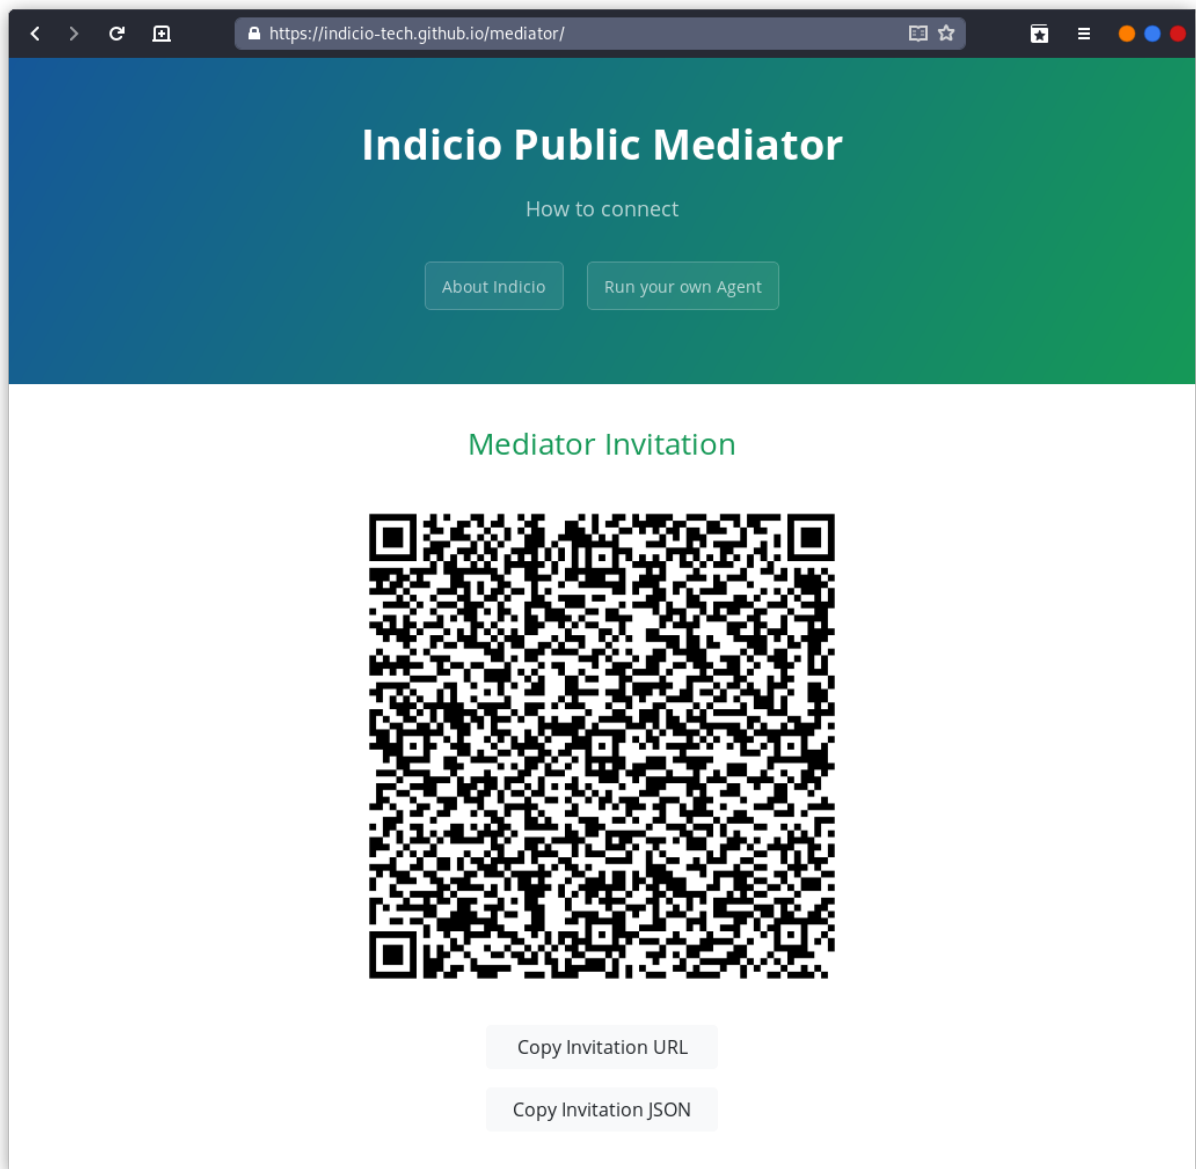 https://indicio-tech.github.io/mediator/
Indicio Public Mediator
How to connect
About Indicio
Run your own Agent
Mediator Invitation
Copy Invitation URL
Copy Invitation JSON